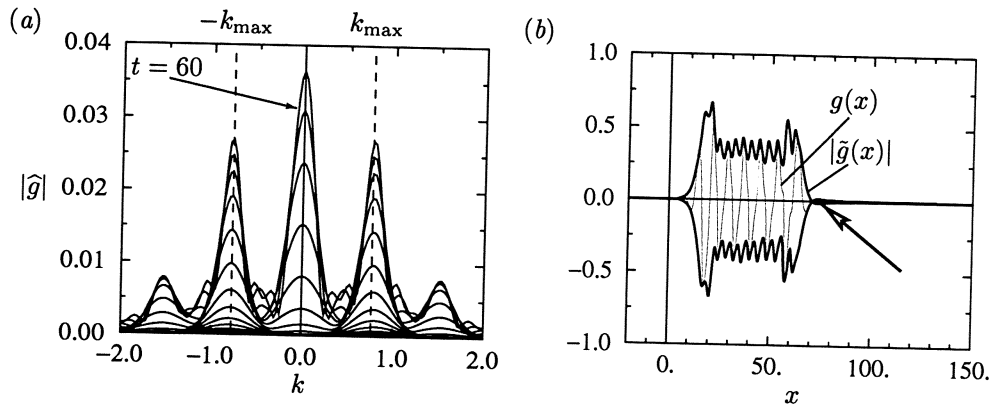 (a)
−k_max
k_max
0.04
t = 60
0.03
|ĝ|
0.02
0.01
0.00
−2.0 −1.0 0.0 1.0 2.0
k
(b)
1.0
g(x)
0.5
|g̃(x)|
0.0
−0.5
−1.0
0. 50. 100. 150.
x